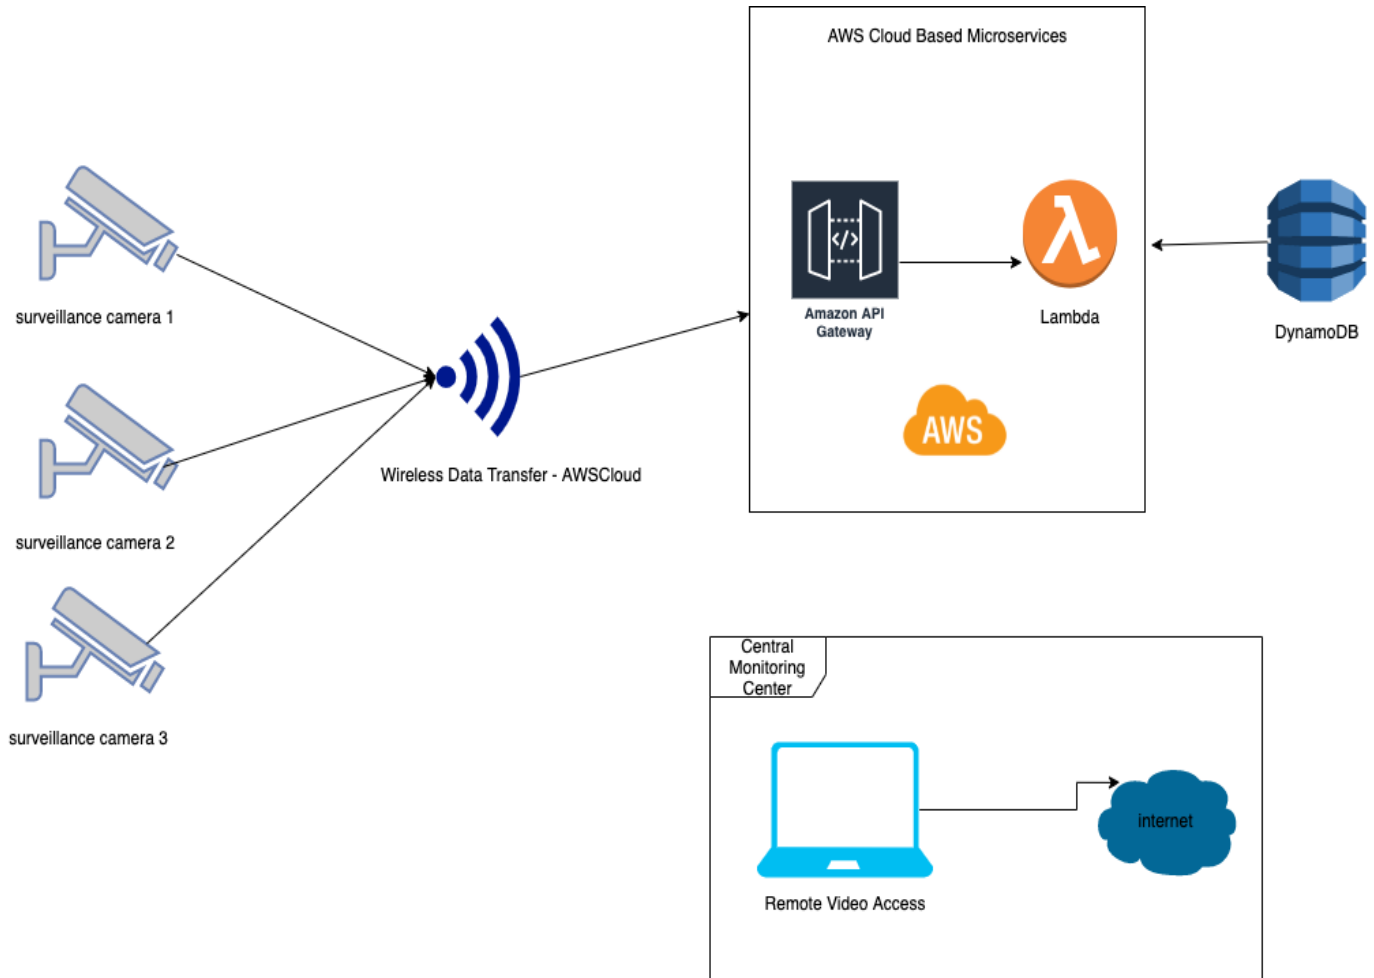 AWS Cloud Based Microservices
surveillance camera 1
</>
Amazon API
Gateway
Lambda
DynamoDB
AWS
Wireless Data Transfer - AWSCloud
surveillance camera 2
surveillance camera 3
Central
Monitoring
Center
internet
Remote Video Access